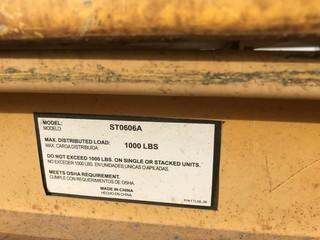 MODEL: ST0606A
MODELO:
MAX. DISTRIBUTED LOAD: 1000 LBS
MAX. CARGA DISTRIBUIDA
DO NOT EXCEED 1000 LBS. ON SINGLE OR STACKED UNITS.
NO EXCEDER 1000 LBS. EN UNIDADES UNICAS O APILADAS.
MEETS OSHA REQUIREMENT.
CUMPLE CON REQUERIMIENTOS DE OSHA.
MADE IN CHINA
HECHO EN CHINA